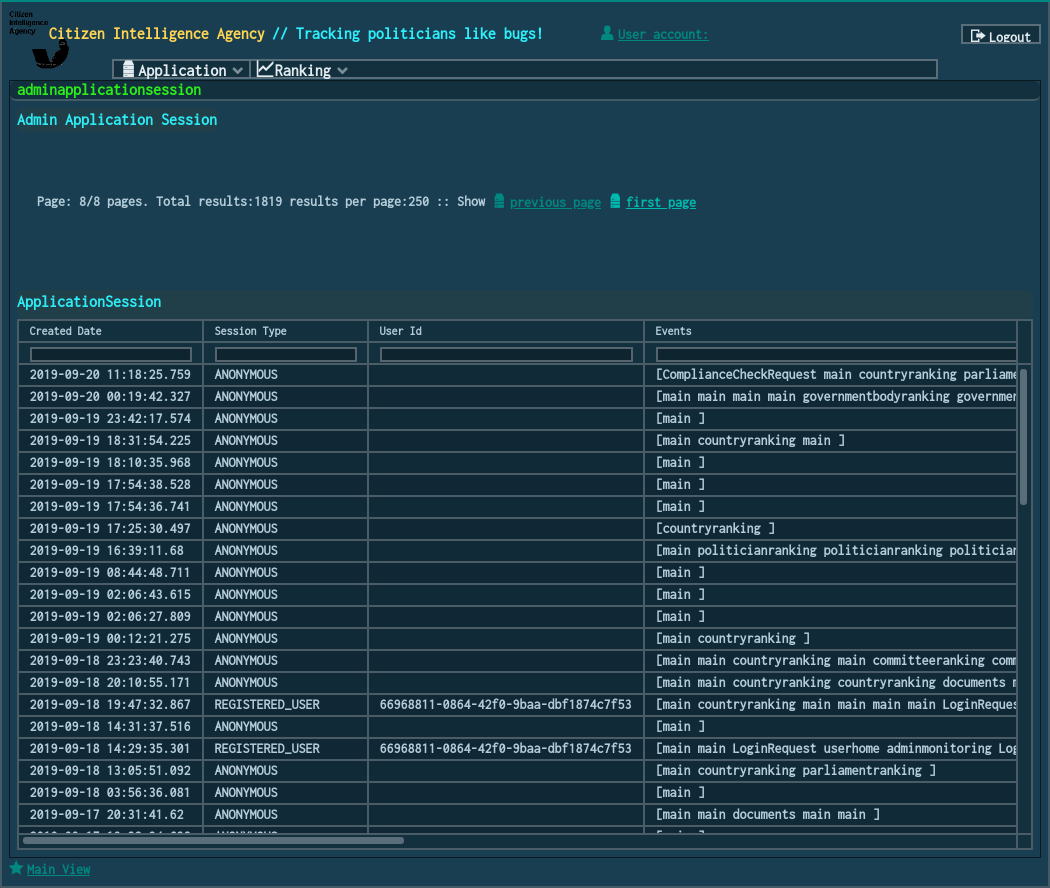 Citizen
Intelligence
Agency
Citizen Intelligence Agency // Tracking politicians like bugs!
User account:
Logout
Application
Ranking
adminapplicationsession
Admin Application Session
Page: 8/8 pages. Total results:1819 results per page:250 :: Show previous page first page
ApplicationSession
Created Date Session Type User Id Events
2019-09-20 11:18:25.759 ANONYMOUS [ComplianceCheckRequest main countryranking parliame
2019-09-20 00:19:42.327 ANONYMOUS [main main main main governmentbodyranking governmen
2019-09-19 23:42:17.574 ANONYMOUS [main ]
2019-09-19 18:31:54.225 ANONYMOUS [main countryranking main ]
2019-09-19 18:10:35.968 ANONYMOUS [main ]
2019-09-19 17:54:38.528 ANONYMOUS [main ]
2019-09-19 17:54:36.741 ANONYMOUS [main ]
2019-09-19 17:25:30.497 ANONYMOUS [countryranking ]
2019-09-19 16:39:11.68 ANONYMOUS [main politicianranking politicianranking politician
2019-09-19 08:44:48.711 ANONYMOUS [main ]
2019-09-19 02:06:43.615 ANONYMOUS [main ]
2019-09-19 02:06:27.809 ANONYMOUS [main ]
2019-09-19 00:12:21.275 ANONYMOUS [main countryranking ]
2019-09-18 23:23:40.743 ANONYMOUS [main main countryranking main committeeranking comm
2019-09-18 20:10:55.171 ANONYMOUS [main main countryranking countryranking documents m
2019-09-18 19:47:32.867 REGISTERED_USER 66968811-0864-42f0-9baa-dbf1874c7f53 [main countryranking main main main main LoginReques
2019-09-18 14:31:37.516 ANONYMOUS [main ]
2019-09-18 14:29:35.301 REGISTERED_USER 66968811-0864-42f0-9baa-dbf1874c7f53 [main main LoginRequest userhome adminmonitoring Log
2019-09-18 13:05:51.092 ANONYMOUS [main countryranking parliamentranking ]
2019-09-18 03:56:36.081 ANONYMOUS [main ]
2019-09-17 20:31:41.62 ANONYMOUS [main main documents main main ]
Main View